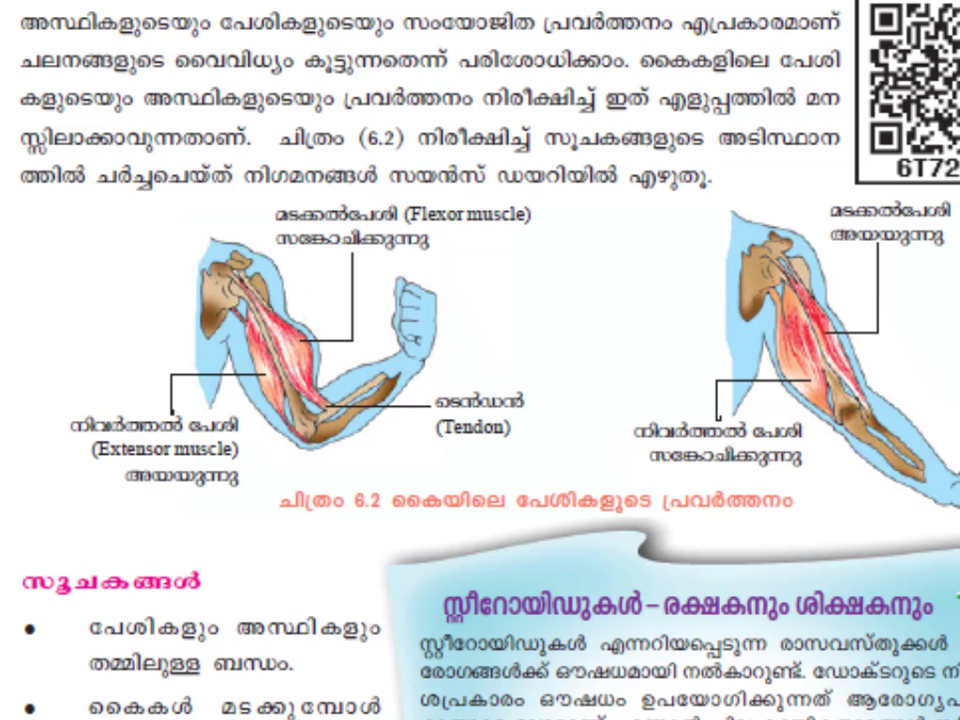 അസ്ഥികളുടെയും പേശികളുടെയും സംയോജിത പ്രവർത്തനം എപ്രകാരമാണ്
ചലനങ്ങളുടെ വൈവിധ്യം കൂട്ടുന്നതെന്ന് പരിശോധിക്കാം. കൈകളിലെ പേശി
കളുടെയും അസ്ഥികളുടെയും പ്രവർത്തനം നിരീക്ഷിച്ച് ഇത് എളുപ്പത്തിൽ മന
സ്സിലാക്കാവുന്നതാണ്. ചിത്രം (6.2) നിരീക്ഷിച്ച് സൂചകങ്ങളുടെ അടിസ്ഥാന
ത്തിൽ ചർച്ചചെയ്ത് നിഗമനങ്ങൾ സയൻസ് ഡയറിയിൽ എഴുതൂ.
6T72
മടക്കൽപേശി (Flexor muscle)
സങ്കോചിക്കുന്നു
നിവർത്തൽ പേശി
(Extensor muscle)
അയയുന്നു
ടെൻഡൻ
(Tendon)
മടക്കൽപേശി
അയയുന്നു
നിവർത്തൽ പേശി
സങ്കോചിക്കുന്നു
ചിത്രം 6.2 കൈയിലെ പേശികളുടെ പ്രവർത്തനം
സൂചകങ്ങൾ
• പേശികളും അസ്ഥികളും
തമ്മിലുള്ള ബന്ധം.
• കൈകൾ മടക്കുമ്പോൾ
സ്റ്റീറോയിഡുകൾ – രക്ഷകനും ശിക്ഷകനും
സ്റ്റീറോയിഡുകൾ എന്നറിയപ്പെടുന്ന രാസവസ്തുക്കൾ
രോഗങ്ങൾക്ക് ഔഷധമായി നൽകാറുണ്ട്. ഡോക്ടറുടെ
ശപ്രകാരം ഔഷധം ഉപയോഗിക്കുന്നത്